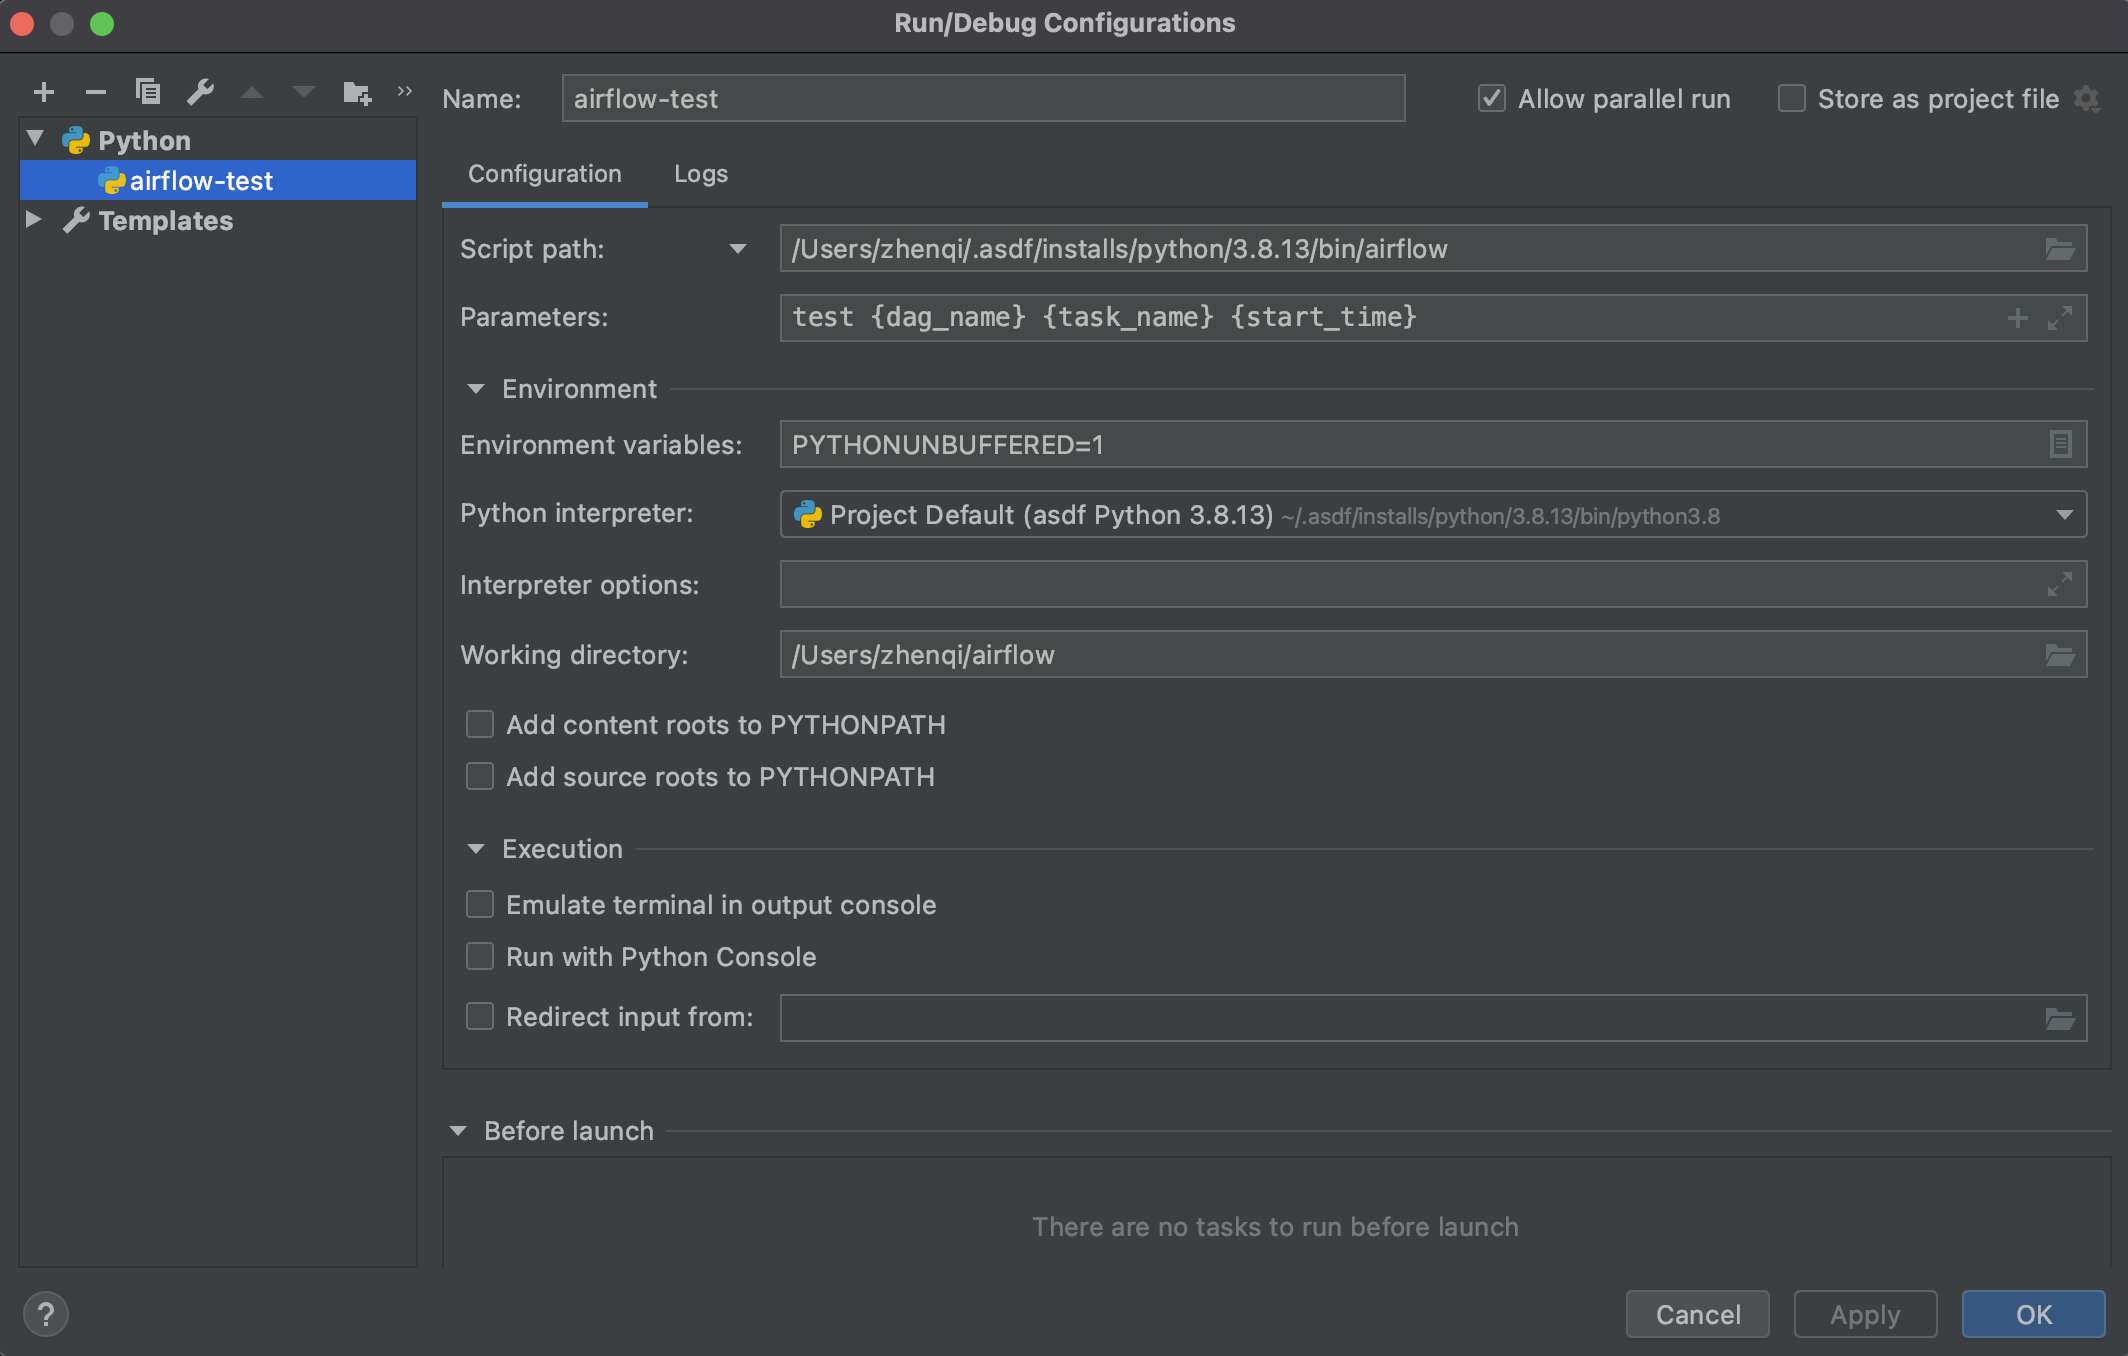 Run/Debug Configurations
Name: airflow-test
Allow parallel run
Store as project file
Python
airflow-test
Templates
Configuration
Logs
Script path: /Users/zhenqi/.asdf/installs/python/3.8.13/bin/airflow
Parameters: test {dag_name} {task_name} {start_time}
Environment
Environment variables: PYTHONUNBUFFERED=1
Python interpreter: Project Default (asdf Python 3.8.13) ~/.asdf/installs/python/3.8.13/bin/python3.8
Interpreter options:
Working directory: /Users/zhenqi/airflow
Add content roots to PYTHONPATH
Add source roots to PYTHONPATH
Execution
Emulate terminal in output console
Run with Python Console
Redirect input from:
Before launch
There are no tasks to run before launch
?
Cancel
Apply
OK